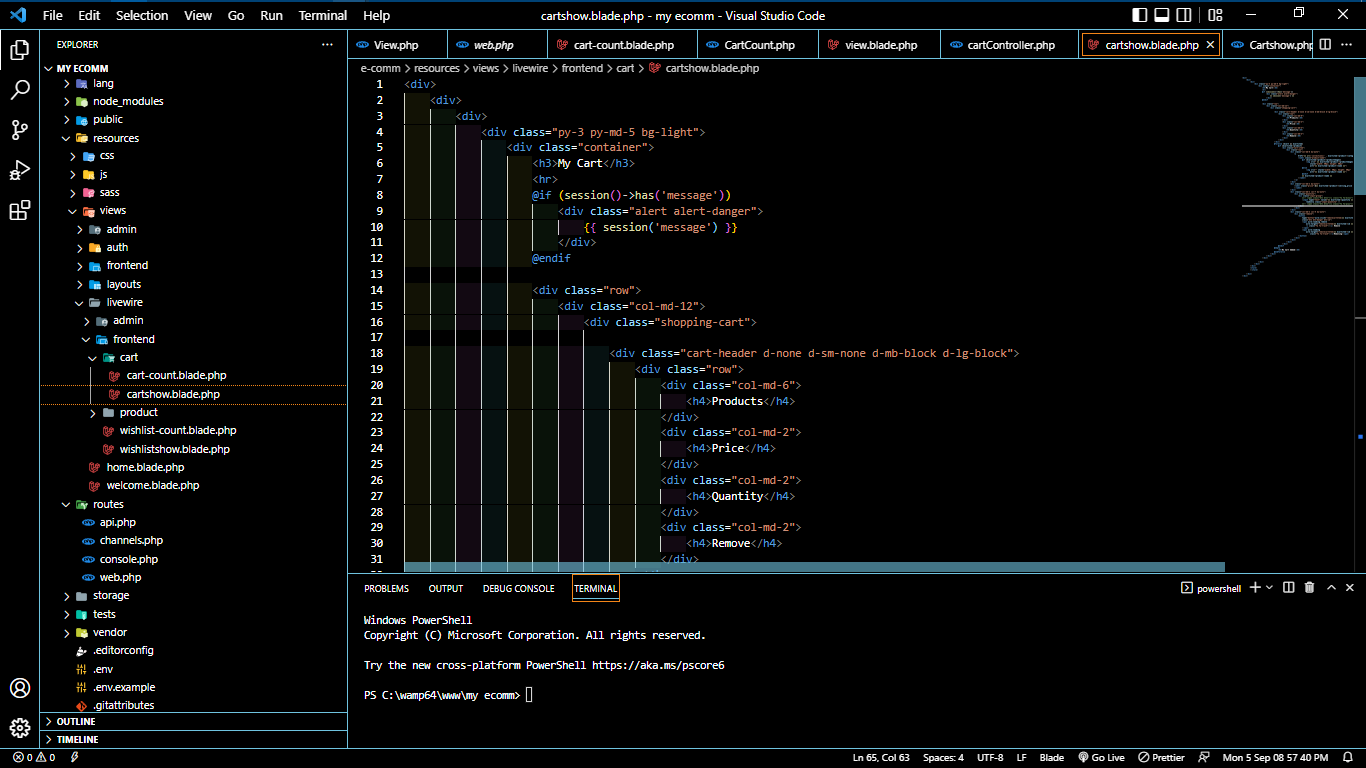 File Edit Selection View Go Run Terminal Help cartshow.blade.php - my ecomm - Visual Studio Code
EXPLORER ···
View.php web.php cart-count.blade.php CartCount.php view.blade.php cartController.php cartshow.blade.php Cartshow.php
MY ECOMM
lang
node_modules
public
resources
css
js
sass
views
admin
auth
frontend
layouts
livewire
admin
frontend
cart
cart-count.blade.php
cartshow.blade.php
product
wishlist-count.blade.php
wishlistshow.blade.php
home.blade.php
welcome.blade.php
routes
api.php
channels.php
console.php
web.php
storage
tests
vendor
.editorconfig
.env
.env.example
.gitattributes
OUTLINE
TIMELINE
e-comm > resources > views > livewire > frontend > cart > cartshow.blade.php
1 <div>
2 <div>
3 <div>
4 <div class="py-3 py-md-5 bg-light">
5 <div class="container">
6 <h3>My Cart</h3>
7 <hr>
8 @if (session()->has('message'))
9 <div class="alert alert-danger">
10 {{ session('message') }}
11 </div>
12 @endif
13
14 <div class="row">
15 <div class="col-md-12">
16 <div class="shopping-cart">
17
18 <div class="cart-header d-none d-sm-none d-mb-block d-lg-block">
19 <div class="row">
20 <div class="col-md-6">
21 <h4>Products</h4>
22 </div>
23 <div class="col-md-2">
24 <h4>Price</h4>
25 </div>
26 <div class="col-md-2">
27 <h4>Quantity</h4>
28 </div>
29 <div class="col-md-2">
30 <h4>Remove</h4>
31 </div>
PROBLEMS OUTPUT DEBUG CONSOLE TERMINAL powershell
Windows PowerShell
Copyright (C) Microsoft Corporation. All rights reserved.
Try the new cross-platform PowerShell https://aka.ms/pscore6
PS C:\wamp64\www\my ecomm>
0 0 Ln 65, Col 63 Spaces: 4 UTF-8 LF Blade Go Live Prettier Mon 5 Sep 08 57 40 PM